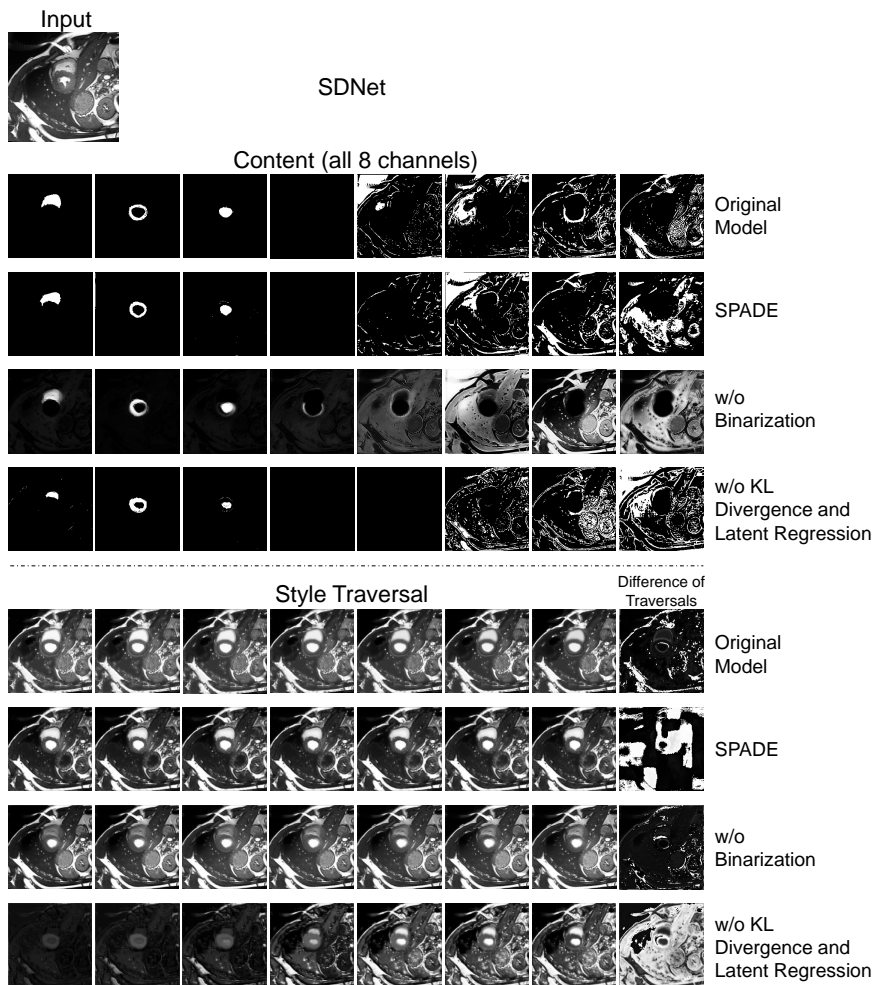 Input
SDNet
Content (all 8 channels)
Original
Model
SPADE
w/o
Binarization
w/o KL
Divergence and
Latent Regression
Style Traversal
Difference of
Traversals
Original
Model
SPADE
w/o
Binarization
w/o KL
Divergence and
Latent Regression